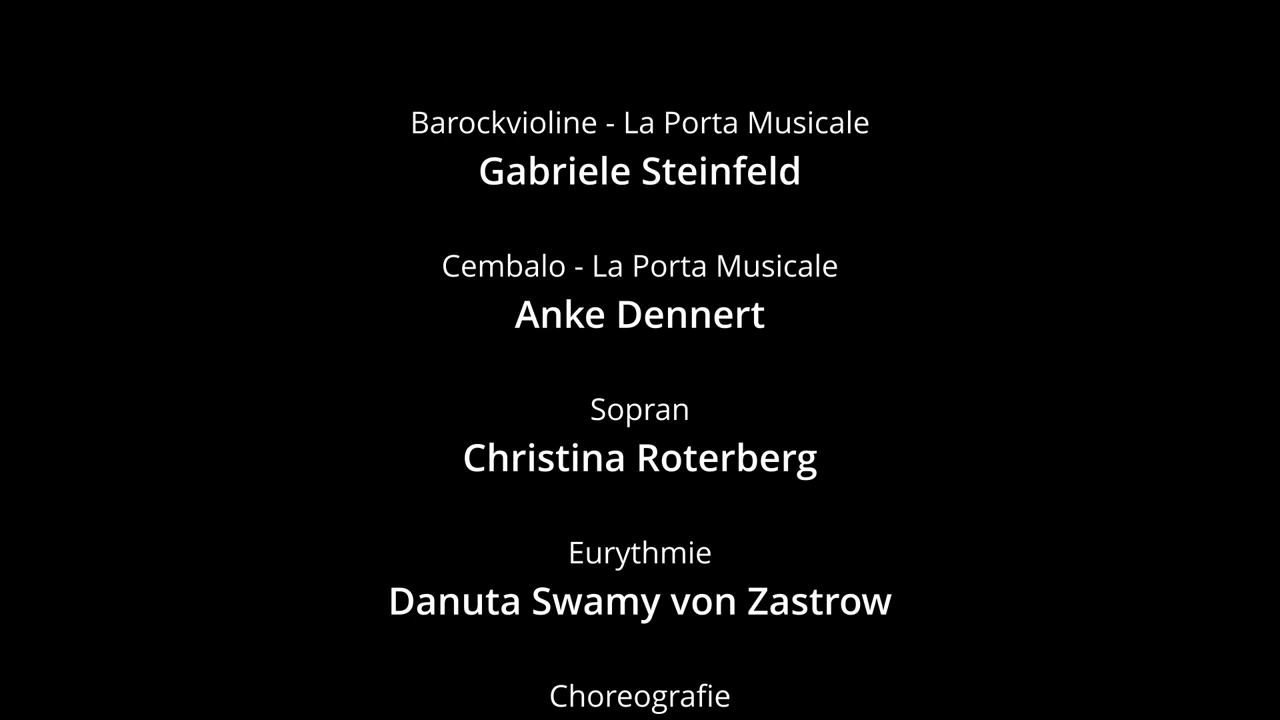 Barockvioline - La Porta Musicale
Gabriele Steinfeld
Cembalo - La Porta Musicale
Anke Dennert
Sopran
Christina Roterberg
Eurythmie
Danuta Swamy von Zastrow
Choreografie